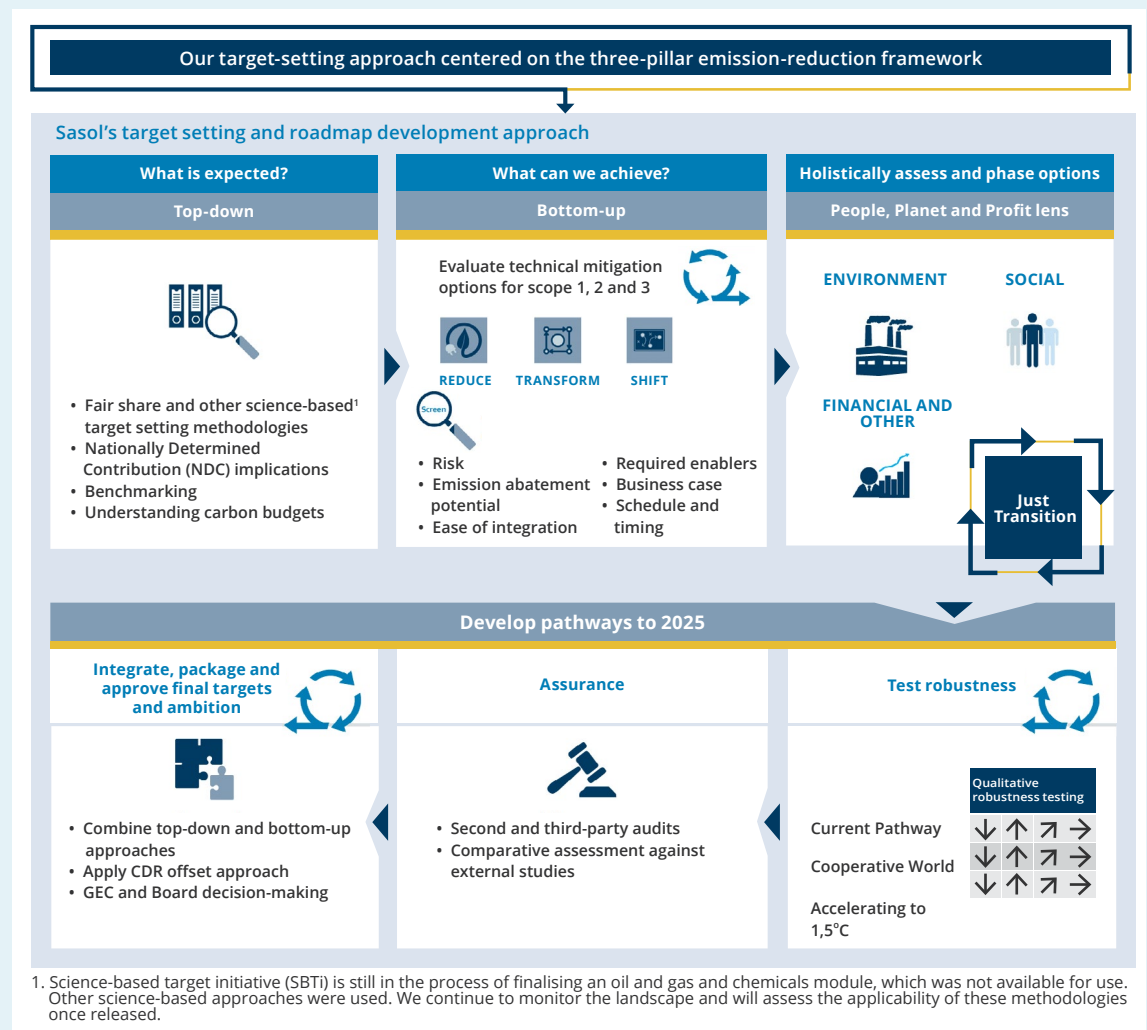 Our target-setting approach centered on the three-pillar emission-reduction framework
Sasol's target setting and roadmap development approach
What is expected?
Top-down
• Fair share and other science-based¹
target setting methodologies
• Nationally Determined
Contribution (NDC) implications
• Benchmarking
• Understanding carbon budgets
What can we achieve?
Bottom-up
Evaluate technical mitigation
options for scope 1, 2 and 3
REDUCE
TRANSFORM
SHIFT
Screen
• Risk
• Emission abatement
potential
• Ease of integration
• Required enablers
• Business case
• Schedule and
timing
Holistically assess and phase options
People, Planet and Profit lens
ENVIRONMENT
SOCIAL
FINANCIAL AND
OTHER
Just
Transition
Develop pathways to 2025
Test robustness
Qualitative
robustness testing
Current Pathway
Cooperative World
Accelerating to
1,5°C
Assurance
• Second and third-party audits
• Comparative assessment against
external studies
Integrate, package and
approve final targets
and ambition
• Combine top-down and bottom-up
approaches
• Apply CDR offset approach
• GEC and Board decision-making
1. Science-based target initiative (SBTi) is still in the process of finalising an oil and gas and chemicals module, which was not available for use.
Other science-based approaches were used. We continue to monitor the landscape and will assess the applicability of these methodologies
once released.